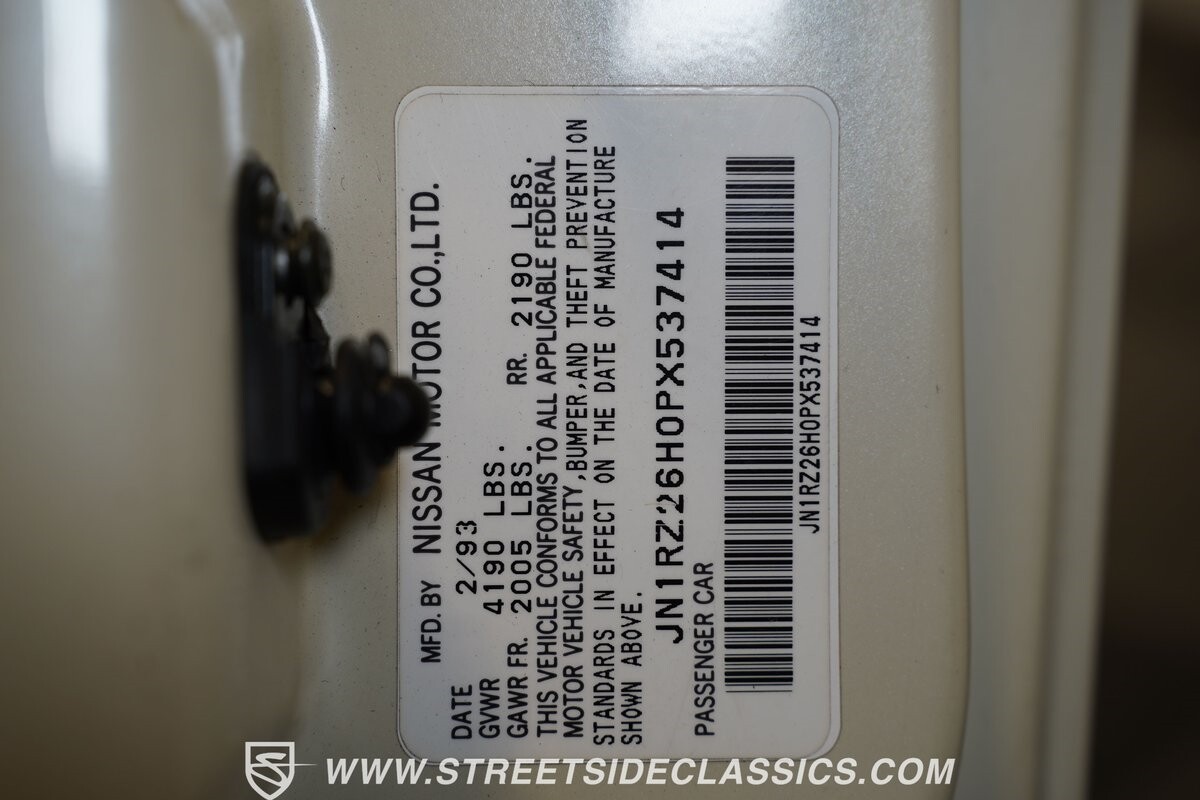 MFD. BY NISSAN MOTOR CO.,LTD.
DATE 2/93
GVWR 4190 LBS.
GAWR FR. 2005 LBS. RR. 2190 LBS.
THIS VEHICLE CONFORMS TO ALL APPLICABLE FEDERAL
MOTOR VEHICLE SAFETY,BUMPER,AND THEFT PREVENTION
STANDARDS IN EFFECT ON THE DATE OF MANUFACTURE
SHOWN ABOVE.
JN1RZ26H0PX537414
PASSENGER CAR
JN1RZ26H0PX537414
WWW.STREETSIDECLASSICS.COM